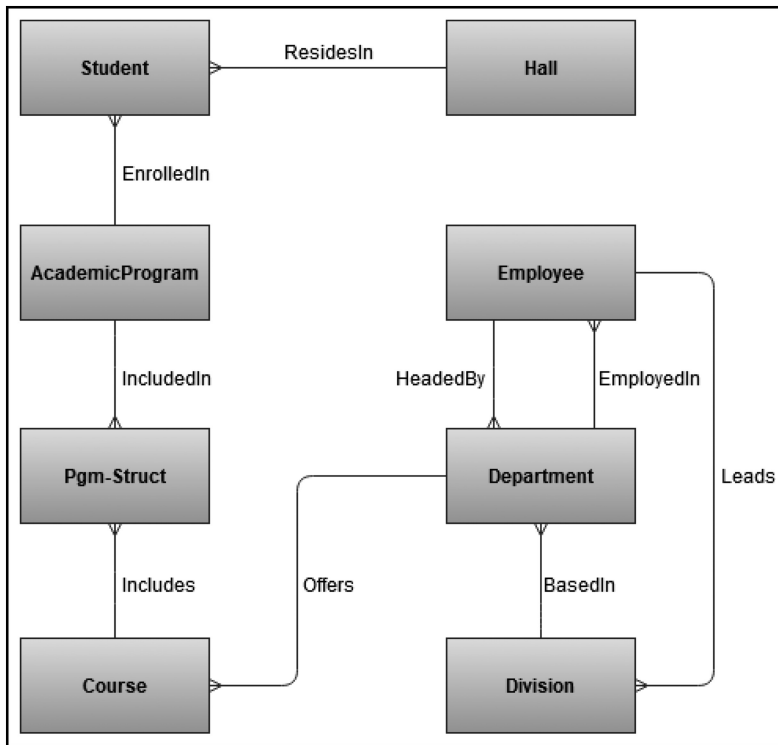 Student
ResidesIn
Hall
EnrolledIn
AcademicProgram
Employee
IncludedIn
HeadedBy
EmployedIn
Pgm-Struct
Department
Leads
Includes
Offers
BasedIn
Course
Division